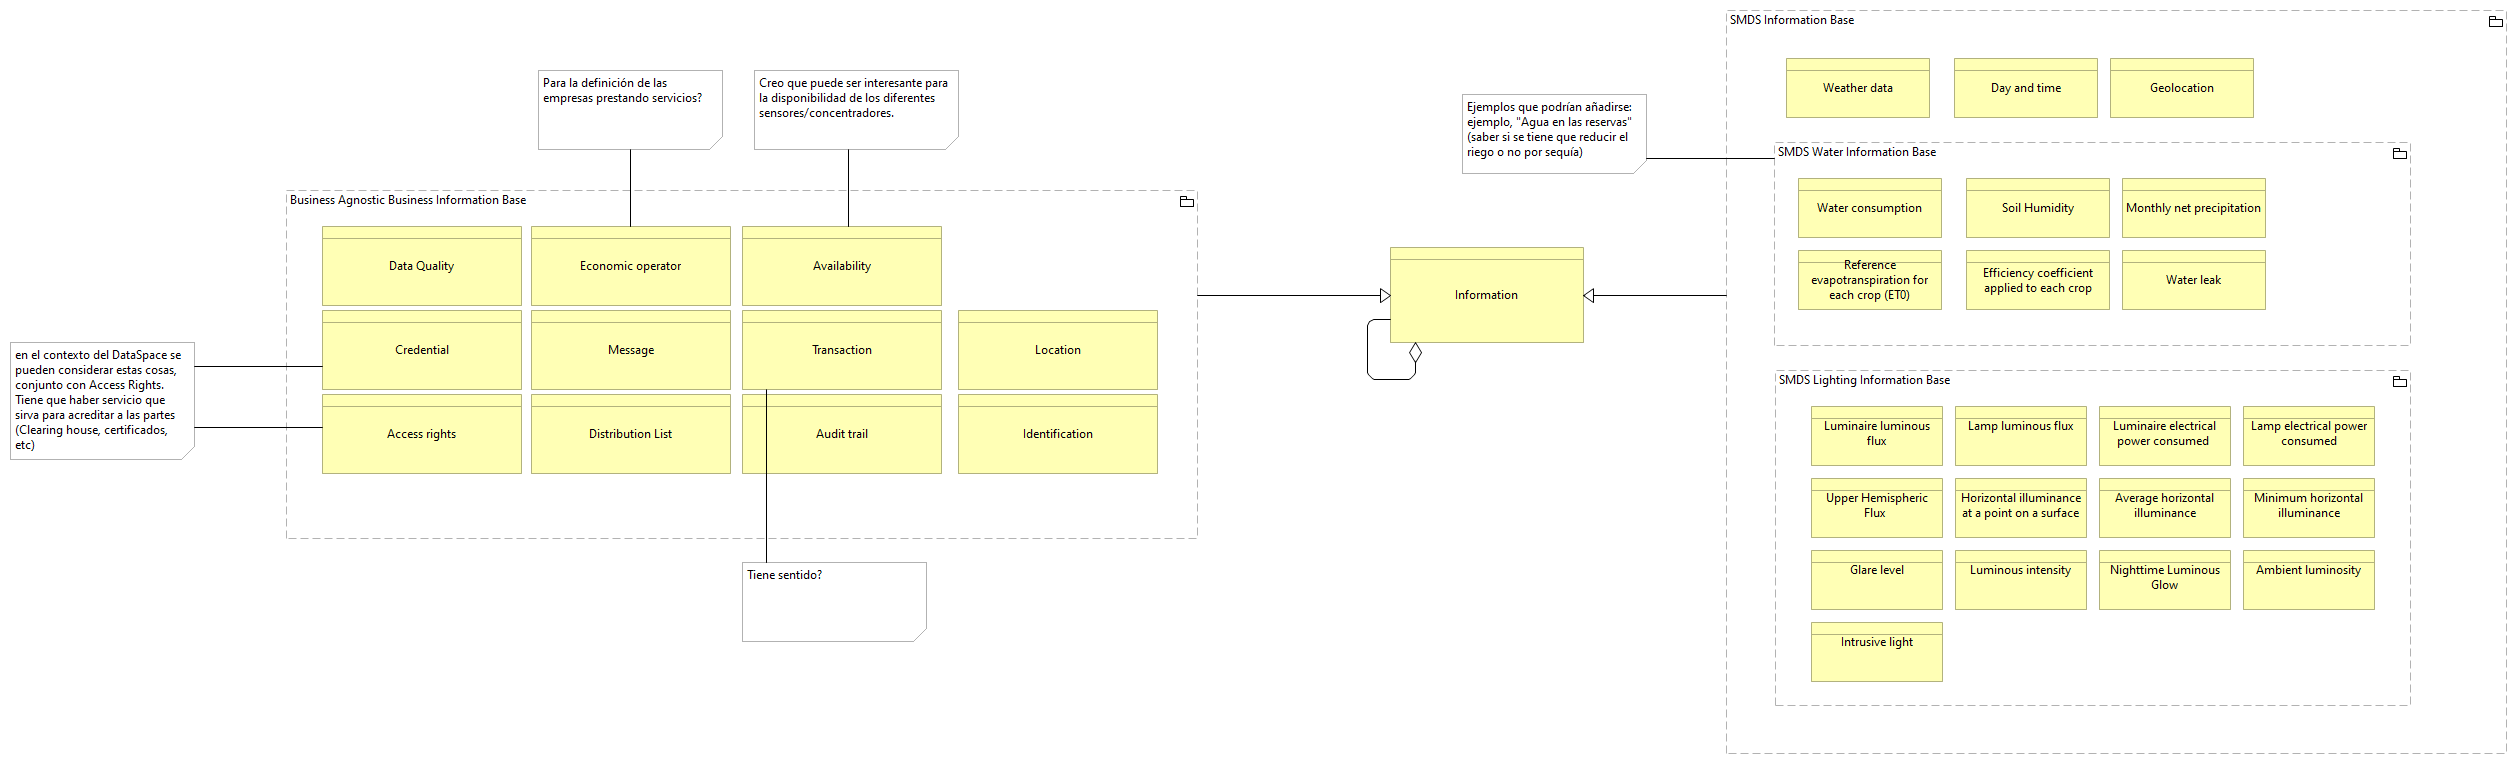 SMDS Information Base
Weather data
Day and time
Geolocation
Para la definición de las
empresas prestando servicios?
Creo que puede ser interesante para
la disponibilidad de los diferentes
sensores/concentradores.
Ejemplos que podrían añadirse:
ejemplo, "Agua en las reservas"
(saber si se tiene que reducir el
riego o no por sequía)
SMDS Water Information Base
Water consumption
Soil Humidity
Monthly net precipitation
Reference
evapotranspiration for
each crop (ET0)
Efficiency coefficient
applied to each crop
Water leak
Business Agnostic Business Information Base
Data Quality
Economic operator
Availability
Credential
Message
Transaction
Location
Access rights
Distribution List
Audit trail
Identification
en el contexto del DataSpace se
pueden considerar estas cosas,
conjunto con Access Rights.
Tiene que haber servicio que
sirva para acreditar a las partes
(Clearing house, certificados,
etc)
Tiene sentido?
Information
SMDS Lighting Information Base
Luminaire luminous
flux
Lamp luminous flux
Luminaire electrical
power consumed
Lamp electrical power
consumed
Upper Hemispheric
Flux
Horizontal illuminance
at a point on a surface
Average horizontal
illuminance
Minimum horizontal
illuminance
Glare level
Luminous intensity
Nighttime Luminous
Glow
Ambient luminosity
Intrusive light